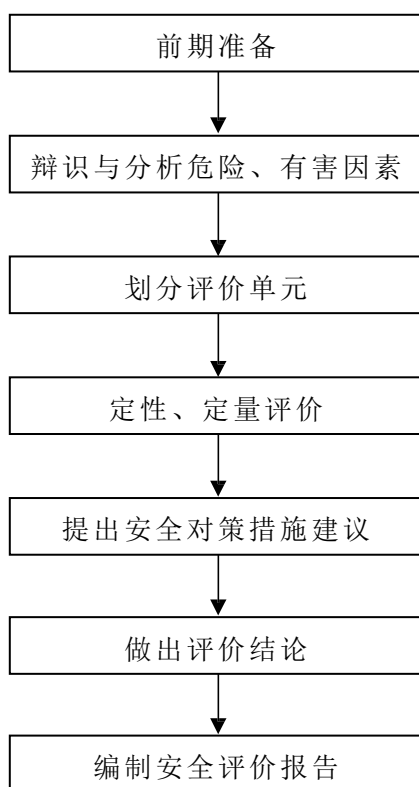 前期准备
辩识与分析危险、有害因素
划分评价单元
定性、定量评价
提出安全对策措施建议
做出评价结论
编制安全评价报告